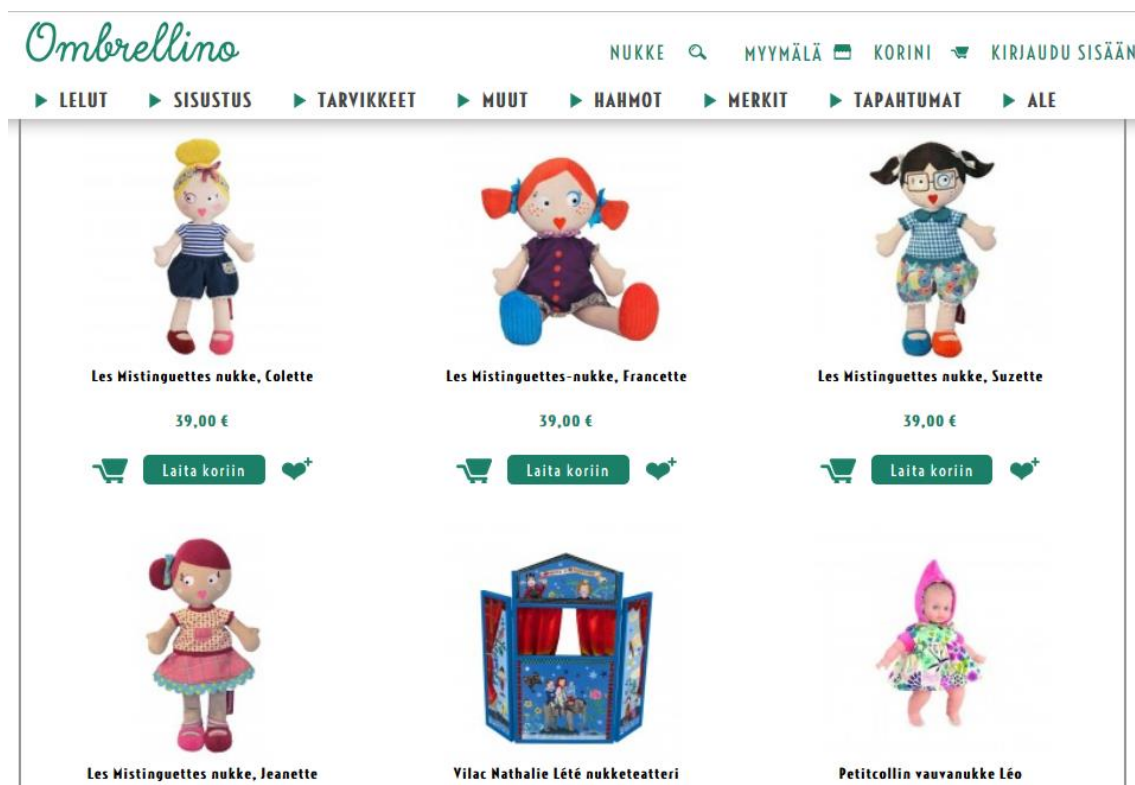 Ombrellino
NUKKE MYYMÄLÄ KORINI KIRJAUDU SISÄÄN
LELUT SISUSTUS TARVIKKEET MUUT HAHMOT MERKIT TAPAHTUMAT ALE
Les Mistinguettes nukke, Colette
Les Mistinguettes-nukke, Francette
Les Mistinguettes nukke, Suzette
39,00 €
39,00 €
39,00 €
Laita koriin
Laita koriin
Laita koriin
Les Mistinguettes nukke, Jeanette
Vilac Nathalie Lété nukketeatteri
Petitcollin vauvanukke Léo